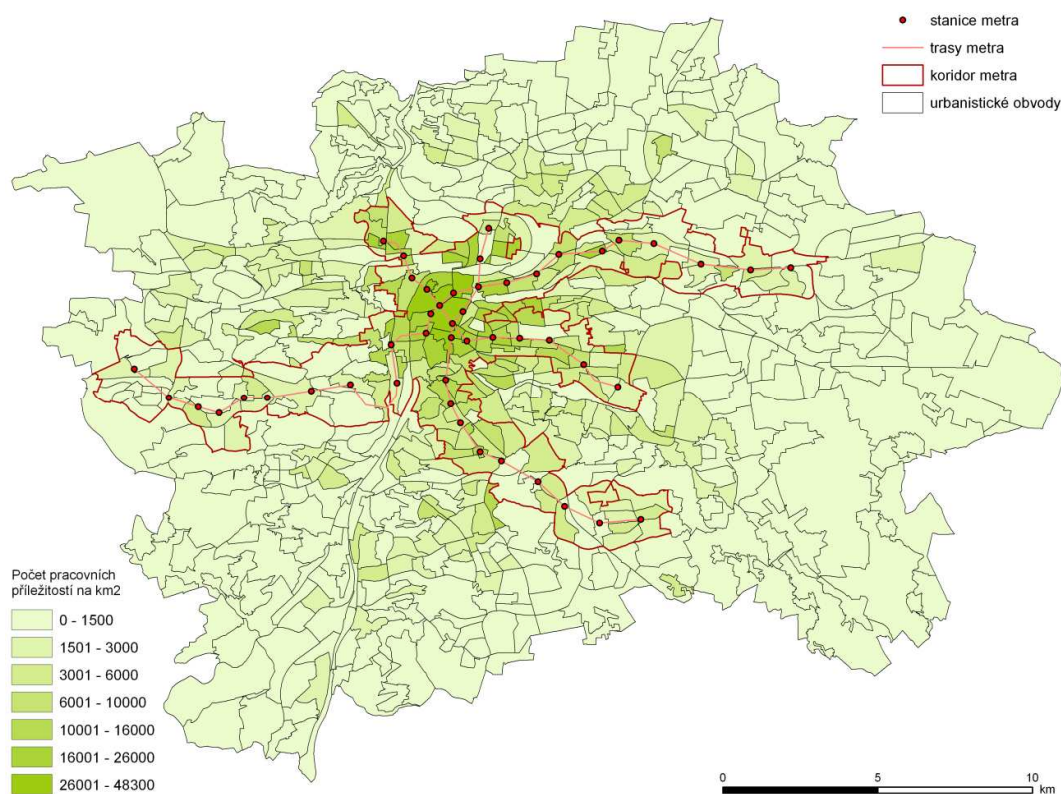 stanice metra
trasy metra
koridor metra
urbanistické obvody
Počet pracovních
příležitostí na km2
0 - 1500
1501 - 3000
3001 - 6000
6001 - 10000
10001 - 16000
16001 - 26000
26001 - 48300
0 5 10
km